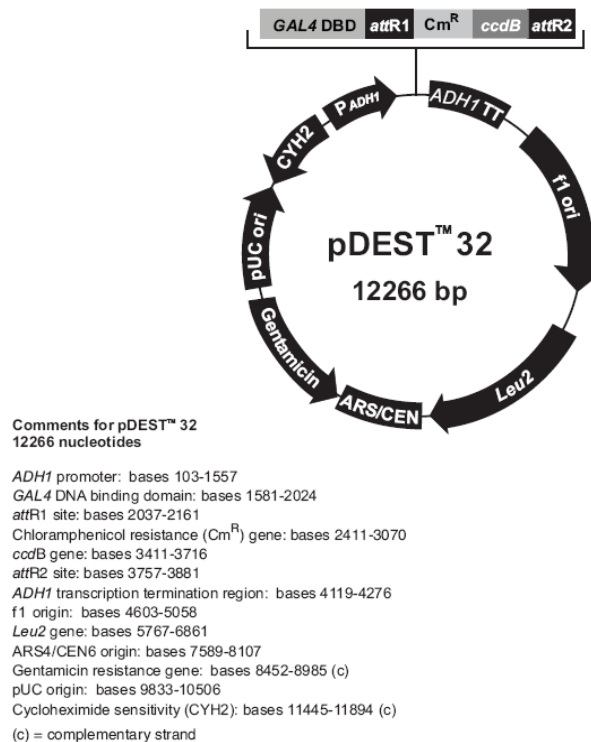 GAL4 DBD attR1 Cm^R ccdB attR2
P ADH1
ADH1 TT
CYH2
f1 ori
pUC ori
pDEST™ 32
12266 bp
Gentamicin
Leu2
ARS/CEN
Comments for pDEST™ 32
12266 nucleotides
ADH1 promoter: bases 103-1557
GAL4 DNA binding domain: bases 1581-2024
attR1 site: bases 2037-2161
Chloramphenicol resistance (Cm^R) gene: bases 2411-3070
ccdB gene: bases 3411-3716
attR2 site: bases 3757-3881
ADH1 transcription termination region: bases 4119-4276
f1 origin: bases 4603-5058
Leu2 gene: bases 5767-6861
ARS4/CEN6 origin: bases 7589-8107
Gentamicin resistance gene: bases 8452-8985 (c)
pUC origin: bases 9833-10506
Cycloheximide sensitivity (CYH2): bases 11445-11894 (c)
(c) = complementary strand